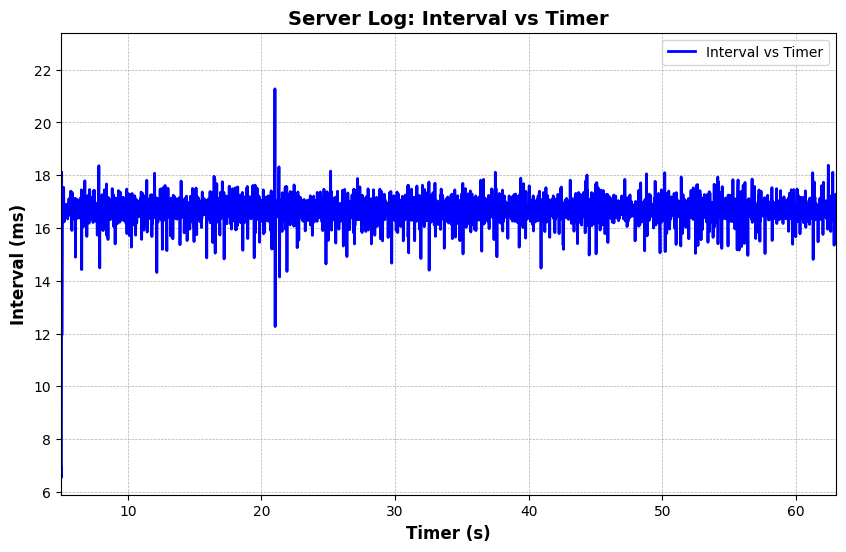 Server Log: Interval vs Timer
Interval vs Timer
22
20
18
16
14
12
10
8
6
Interval (ms)
10 20 30 40 50 60
Timer (s)